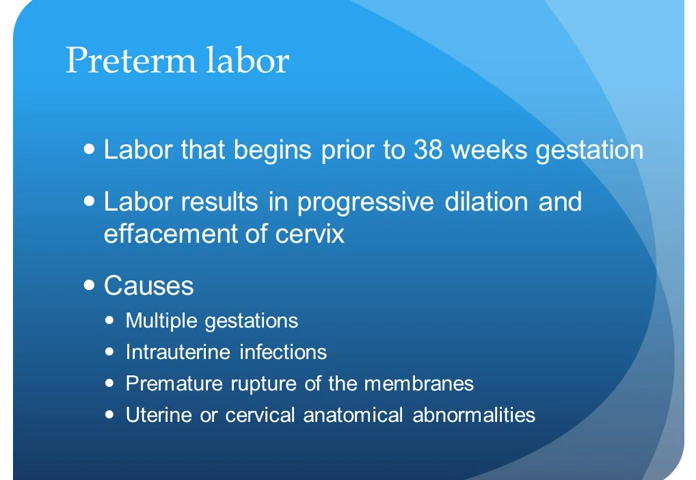 Preterm labor
• Labor that begins prior to 38 weeks gestation
• Labor results in progressive dilation and
effacement of cervix
• Causes
• Multiple gestations
• Intrauterine infections
• Premature rupture of the membranes
• Uterine or cervical anatomical abnormalities